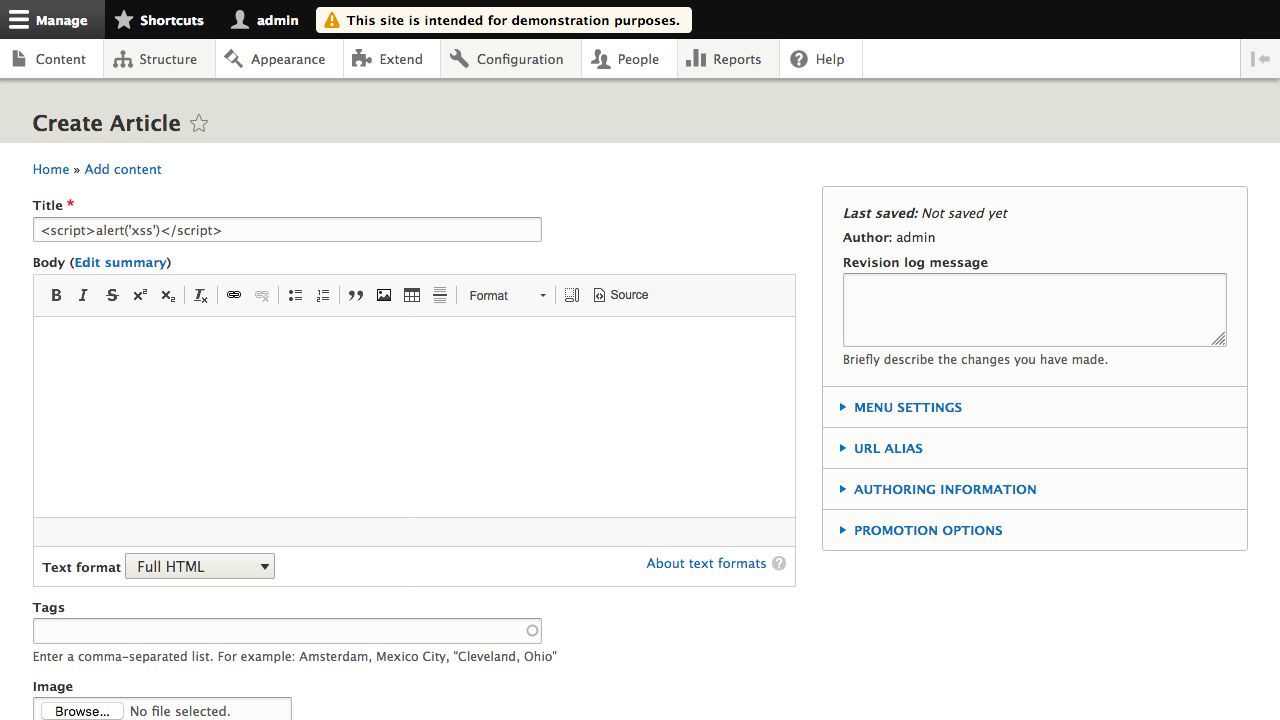 Manage Shortcuts admin This site is intended for demonstration purposes.
Content Structure Appearance Extend Configuration People Reports Help
Create Article
Home » Add content
Title *
<script>alert('xss')</script>
Body (Edit summary)
B I S x² x₂ Tx Format Source
Text format Full HTML About text formats ?
Tags
Enter a comma-separated list. For example: Amsterdam, Mexico City, "Cleveland, Ohio"
Image
Browse... No file selected.
Last saved: Not saved yet
Author: admin
Revision log message
Briefly describe the changes you have made.
MENU SETTINGS
URL ALIAS
AUTHORING INFORMATION
PROMOTION OPTIONS